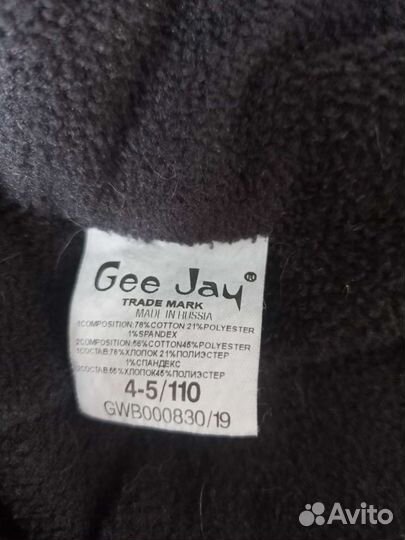 Gee Jay
TRADE MARK
MADE IN RUSSIA
1COMPOSITION:78%COTTON 21%POLYESTER
1%SPANDEX
2COMPOSITION:55%COTTON45%POLYESTER
1СОСТАВ:78%ХЛОПОК 21%ПОЛИЭСТЕР
1%СПАНДЕКС
2СОСТАВ:55%ХЛОПОК45%ПОЛИЭСТЕР
4-5/110
GWB000830/19
Avito